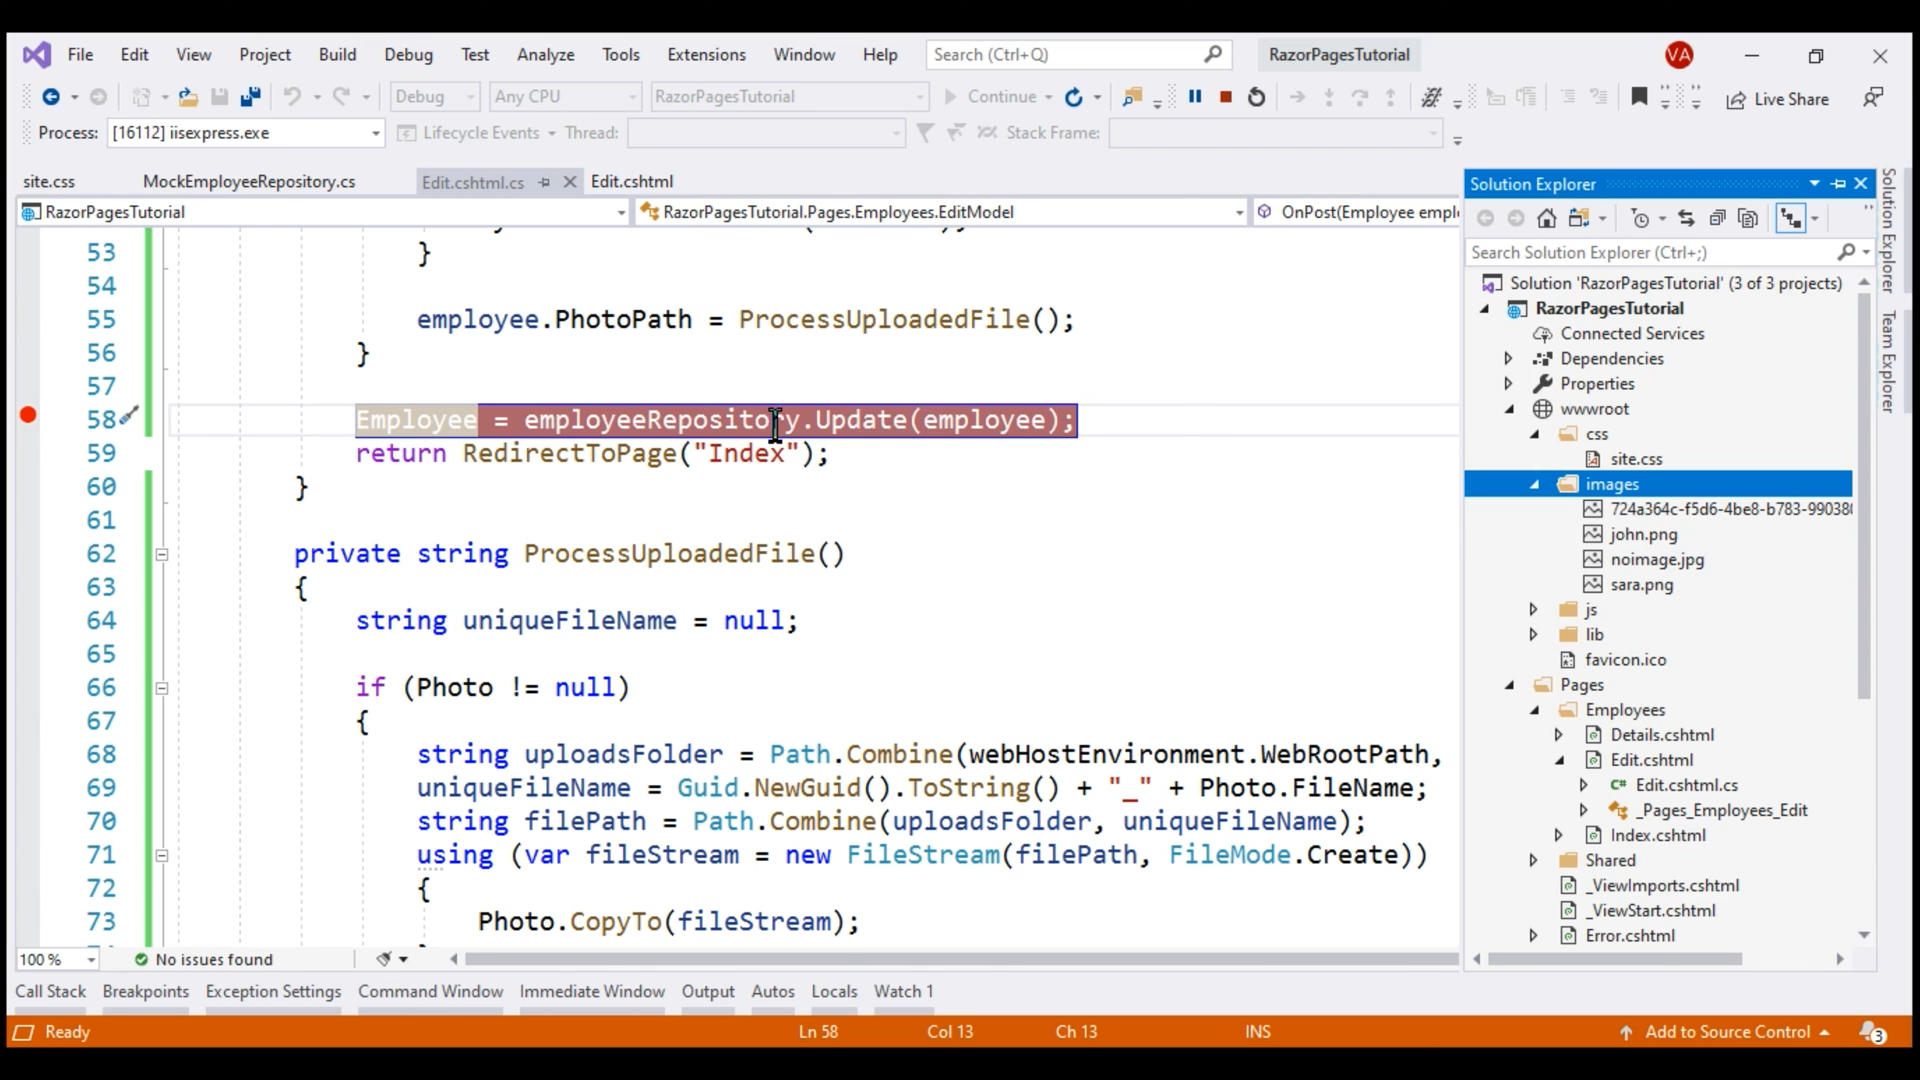 File Edit View Project Build Debug Test Analyze Tools Extensions Window Help Search (Ctrl+Q) RazorPagesTutorial VA
Debug Any CPU RazorPagesTutorial Continue Live Share
Process: [16112] iisexpress.exe Lifecycle Events Thread: Stack Frame:
site.css MockEmployeeRepository.cs Edit.cshtml.cs Edit.cshtml
RazorPagesTutorial RazorPagesTutorial.Pages.Employees.EditModel OnPost(Employee empl
53 }
54
55 employee.PhotoPath = ProcessUploadedFile();
56 }
57
58 Employee = employeeRepository.Update(employee);
59 return RedirectToPage("Index");
60 }
61
62 private string ProcessUploadedFile()
63 {
64 string uniqueFileName = null;
65
66 if (Photo != null)
67 {
68 string uploadsFolder = Path.Combine(webHostEnvironment.WebRootPath,
69 uniqueFileName = Guid.NewGuid().ToString() + "_" + Photo.FileName;
70 string filePath = Path.Combine(uploadsFolder, uniqueFileName);
71 using (var fileStream = new FileStream(filePath, FileMode.Create))
72 {
73 Photo.CopyTo(fileStream);
100 % No issues found
Solution Explorer
Search Solution Explorer (Ctrl+;)
Solution 'RazorPagesTutorial' (3 of 3 projects)
RazorPagesTutorial
Connected Services
Dependencies
Properties
wwwroot
css
site.css
images
724a364c-f5d6-4be8-b783-990380
john.png
noimage.jpg
sara.png
js
lib
favicon.ico
Pages
Employees
Details.cshtml
Edit.cshtml
Edit.cshtml.cs
_Pages_Employees_Edit
Index.cshtml
Shared
_ViewImports.cshtml
_ViewStart.cshtml
Error.cshtml
Solution Explorer
Team Explorer
Call Stack Breakpoints Exception Settings Command Window Immediate Window Output Autos Locals Watch 1
Ready Ln 58 Col 13 Ch 13 INS Add to Source Control 3